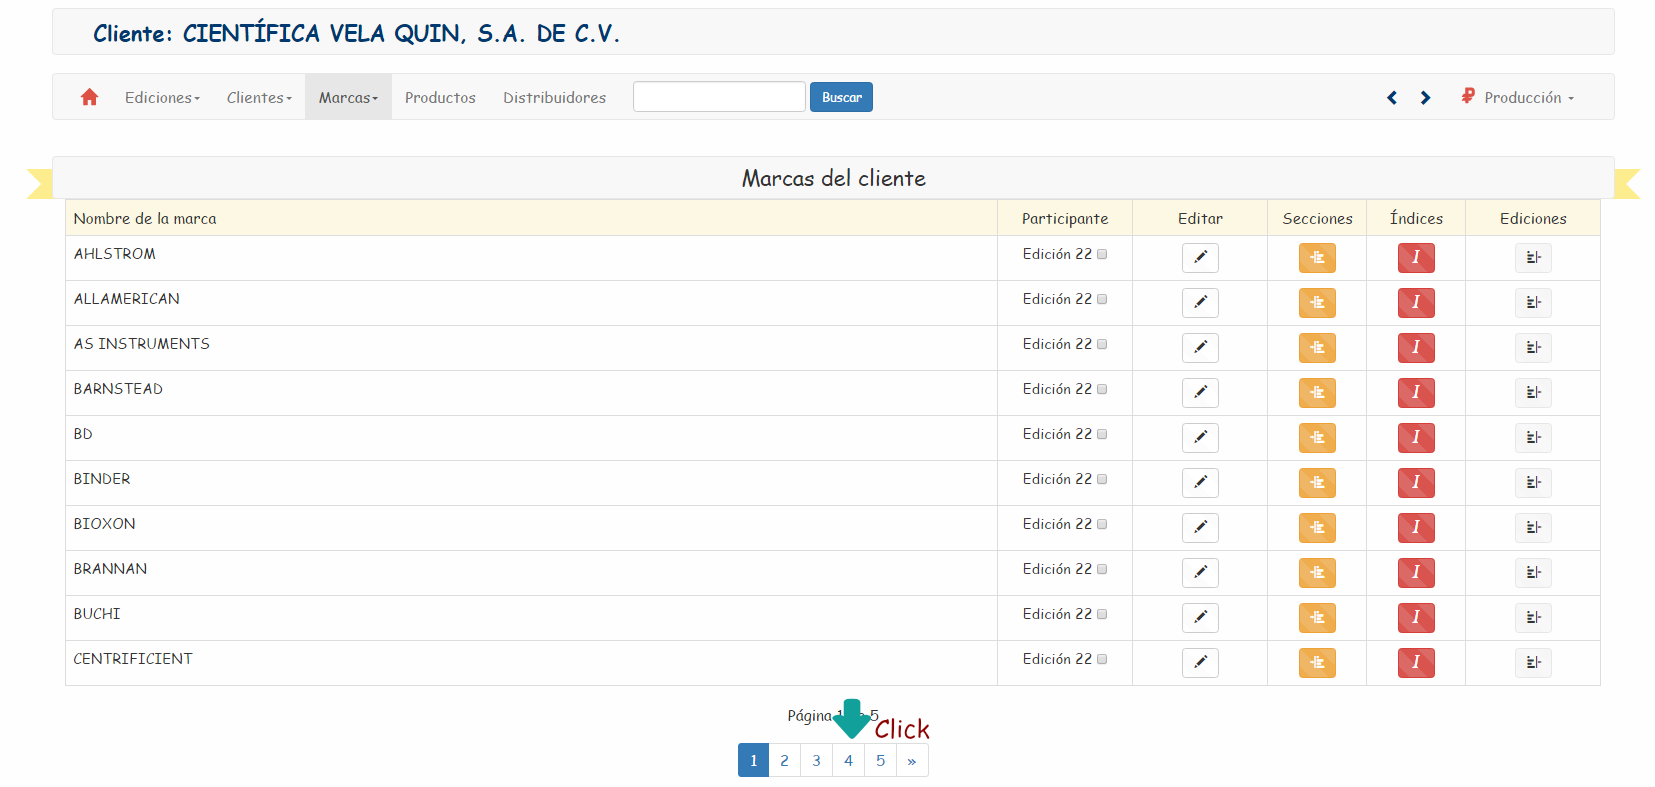 Cliente: CIENTÍFICA VELA QUIN, S.A. DE C.V.
Ediciones Clientes Marcas Productos Distribuidores Buscar Producción
Marcas del cliente
Nombre de la marca Participante Editar Secciones Índices Ediciones
AHLSTROM Edición 22 I
ALLAMERICAN Edición 22 I
AS INSTRUMENTS Edición 22 I
BARNSTEAD Edición 22 I
BD Edición 22 I
BINDER Edición 22 I
BIOXON Edición 22 I
BRANNAN Edición 22 I
BUCHI Edición 22 I
CENTRIFICIENT Edición 22 I
Página 1 5
Click
1 2 3 4 5 »